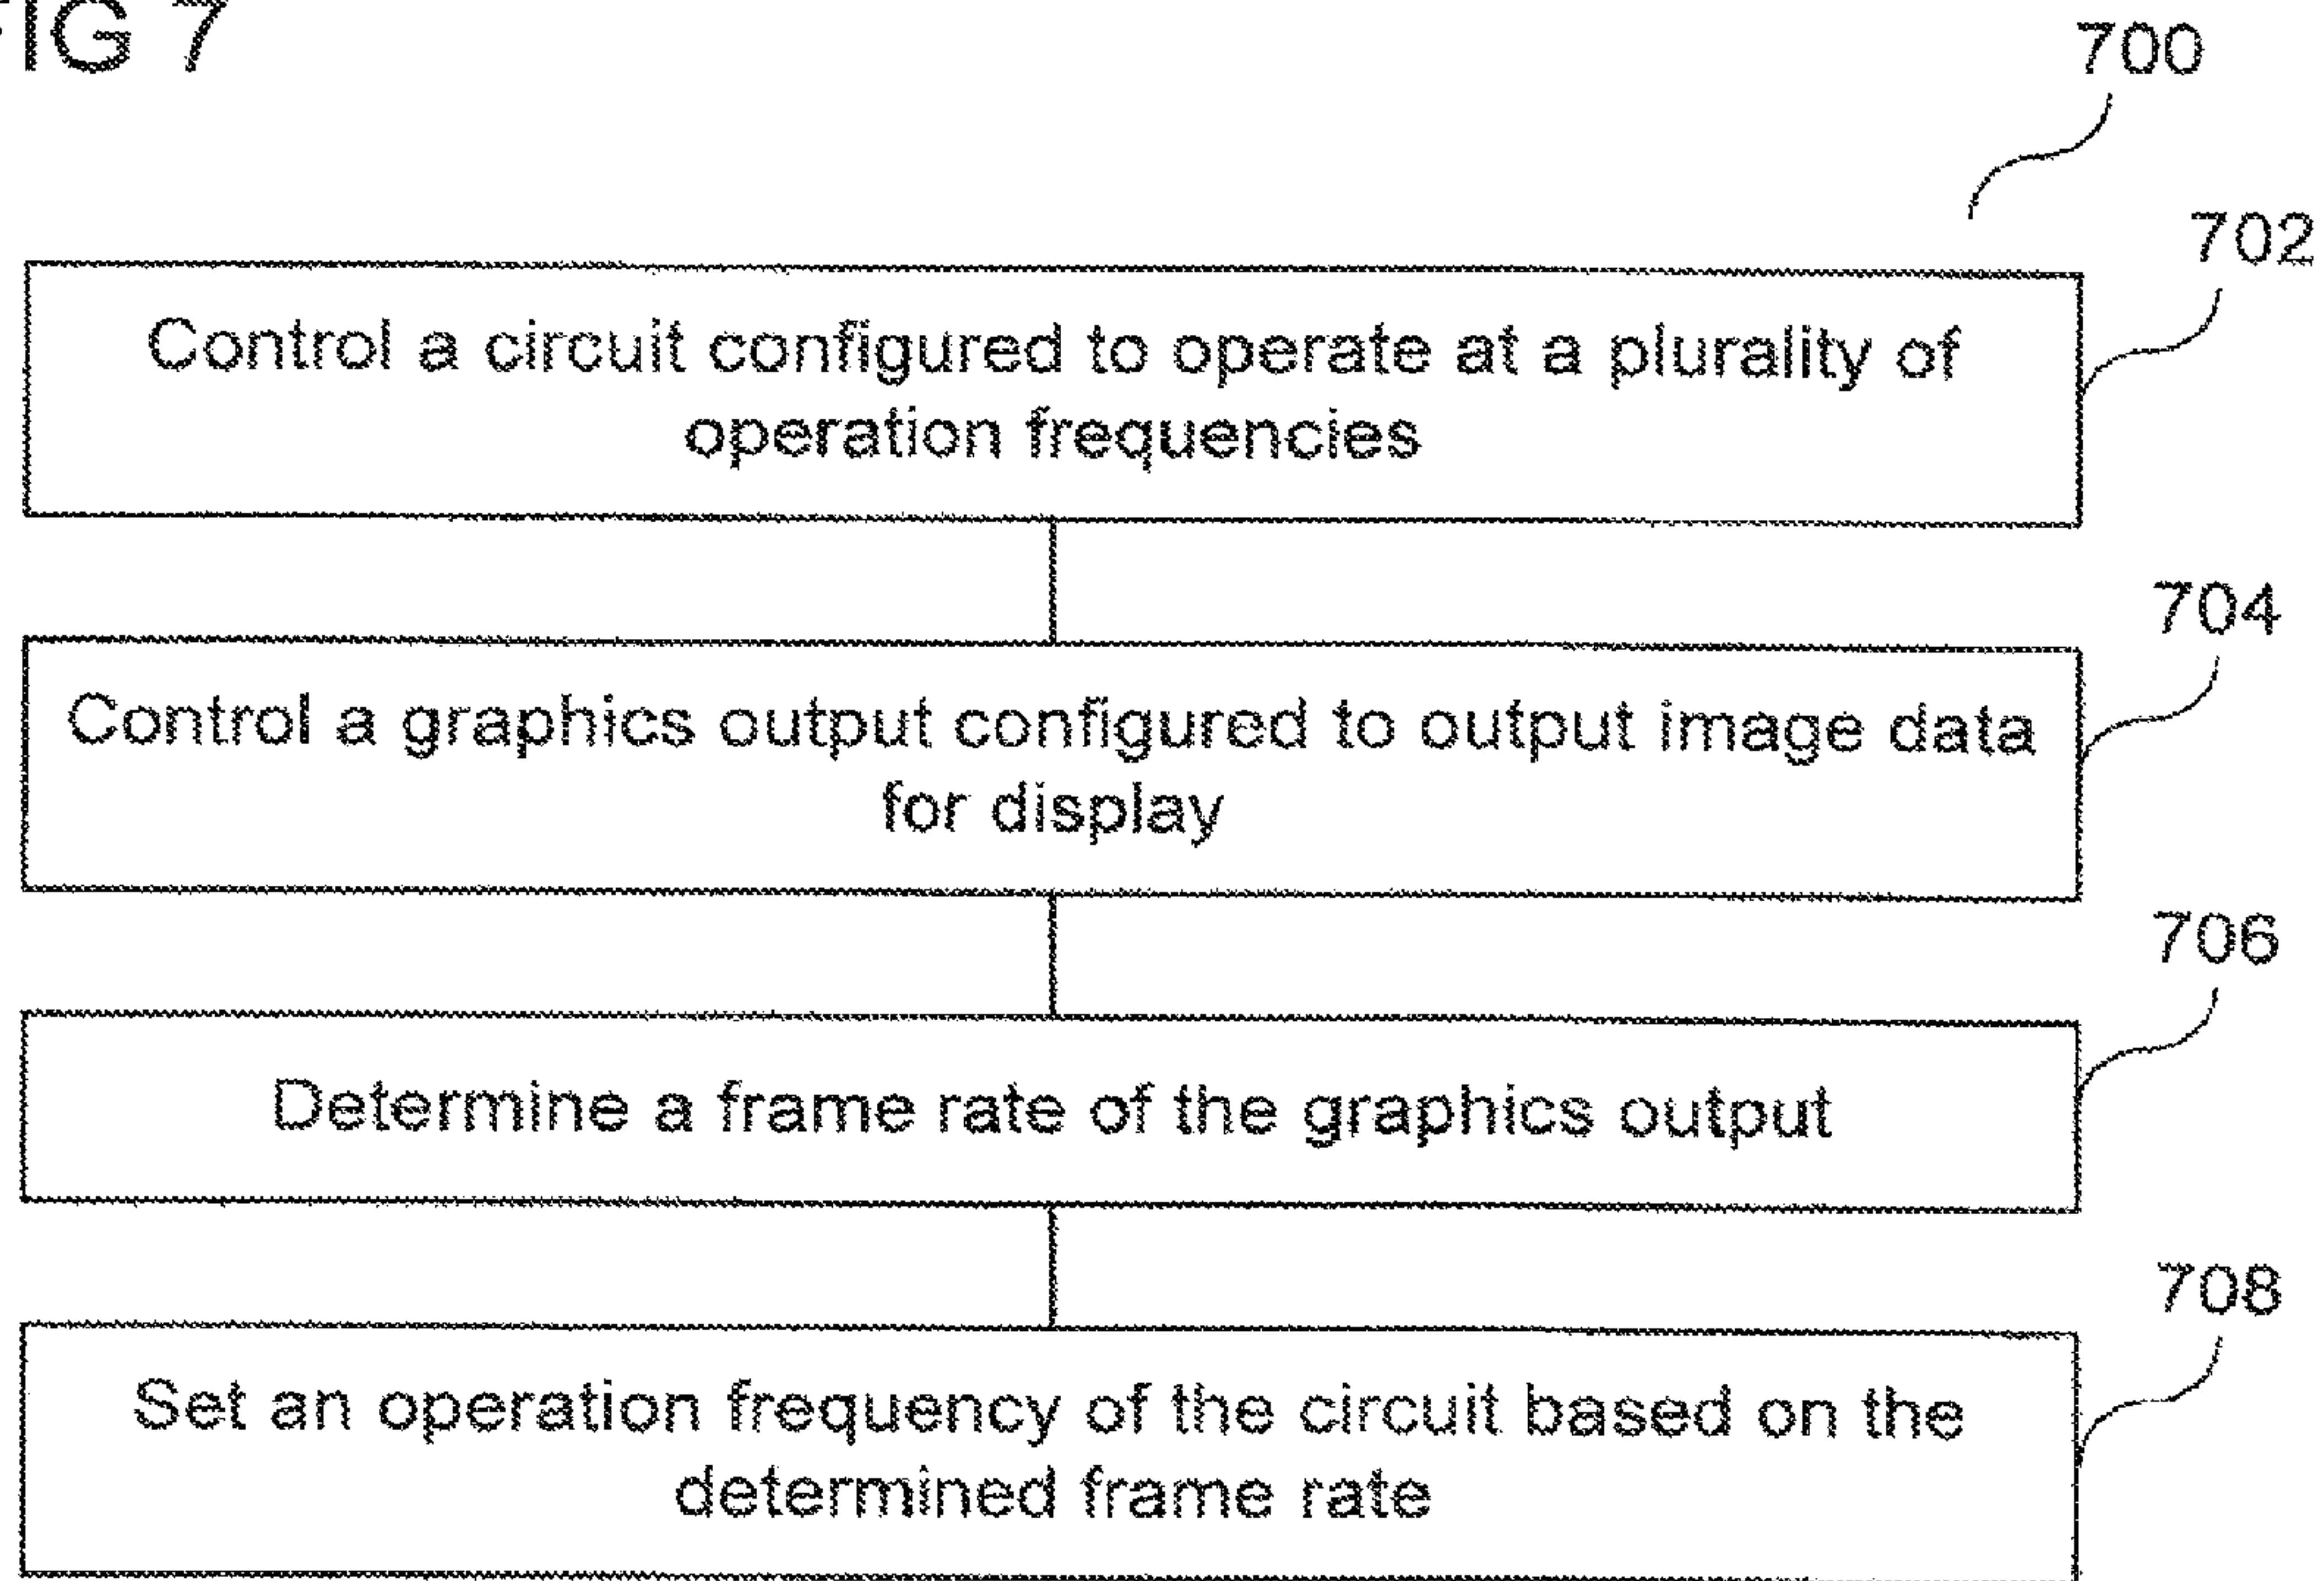 FIG 7
700
702
Control a circuit configured to operate at a plurality of
operation frequencies
704
Control a graphics output configured to output image data
for display
706
Determine a frame rate of the graphics output
708
Set an operation frequency of the circuit based on the
determined frame rate